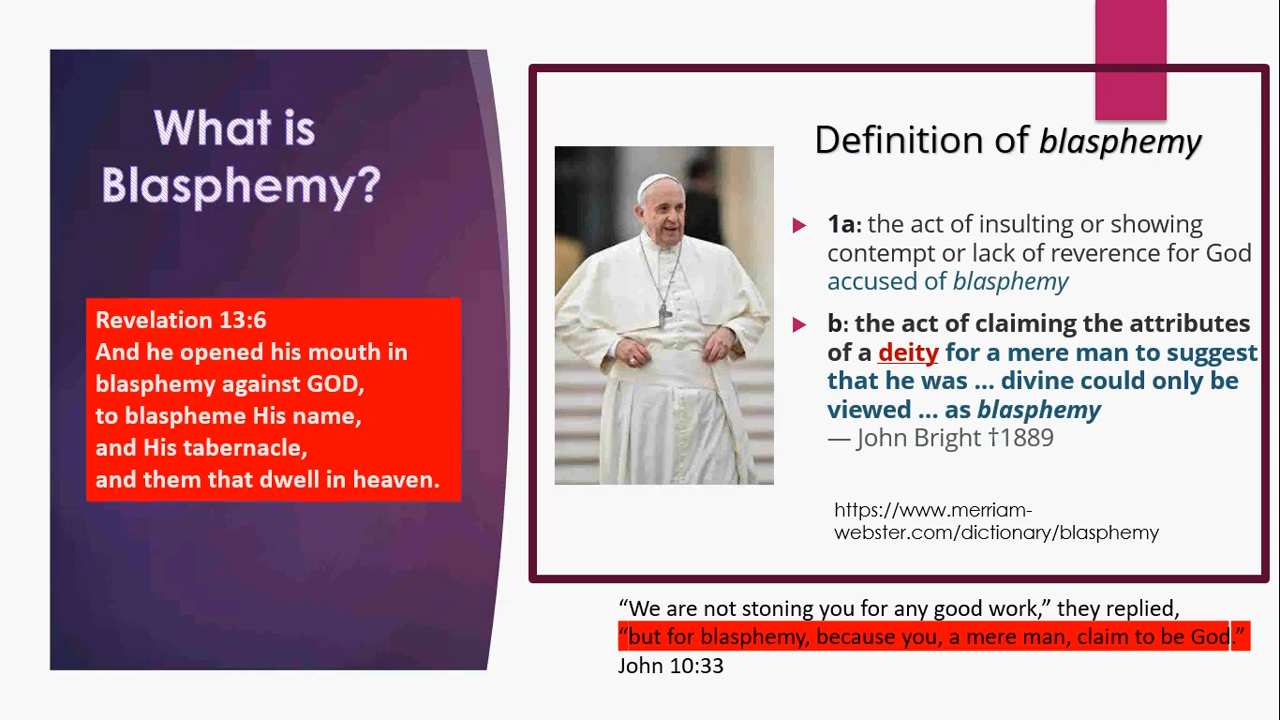 What is
Blasphemy?
Revelation 13:6
And he opened his mouth in
blasphemy against GOD,
to blaspheme His name,
and His tabernacle,
and them that dwell in heaven.
Definition of blasphemy
1a: the act of insulting or showing
contempt or lack of reverence for God
accused of blasphemy
b: the act of claiming the attributes
of a deity for a mere man to suggest
that he was ... divine could only be
viewed ... as blasphemy
— John Bright †1889
https://www.merriam-
webster.com/dictionary/blasphemy
“We are not stoning you for any good work,” they replied,
“but for blasphemy, because you, a mere man, claim to be God.”
John 10:33